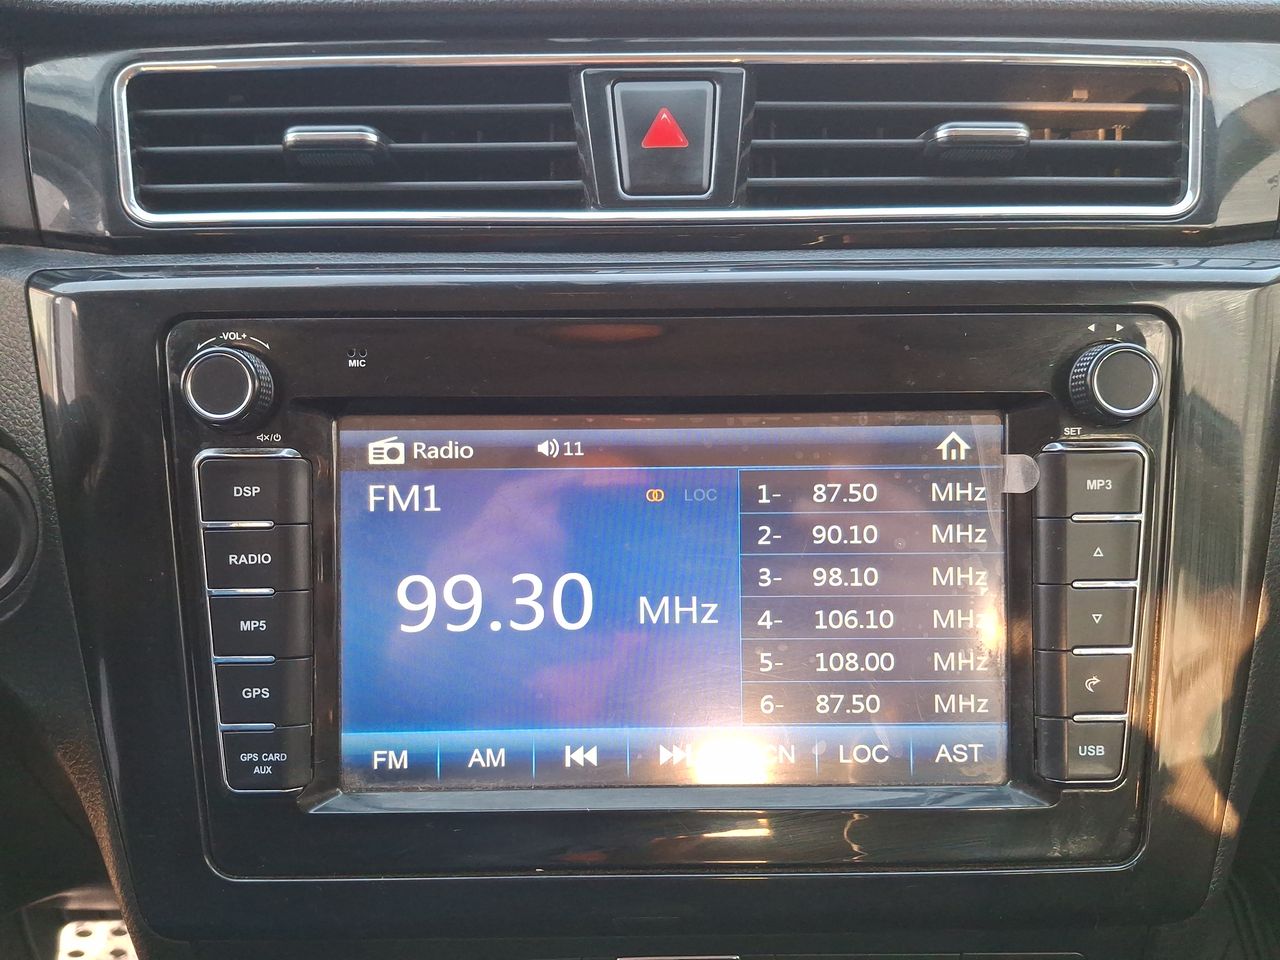 -VOL+
MIC
SET
DSP
RADIO
MP5
GPS
GPS CARD
AUX
Radio 11
FM1 LOC
99.30 MHz
1- 87.50 MHz
2- 90.10 MHz
3- 98.10 MHz
4- 106.10 MHz
5- 108.00 MHz
6- 87.50 MHz
FM AM LOC AST
MP3
USB